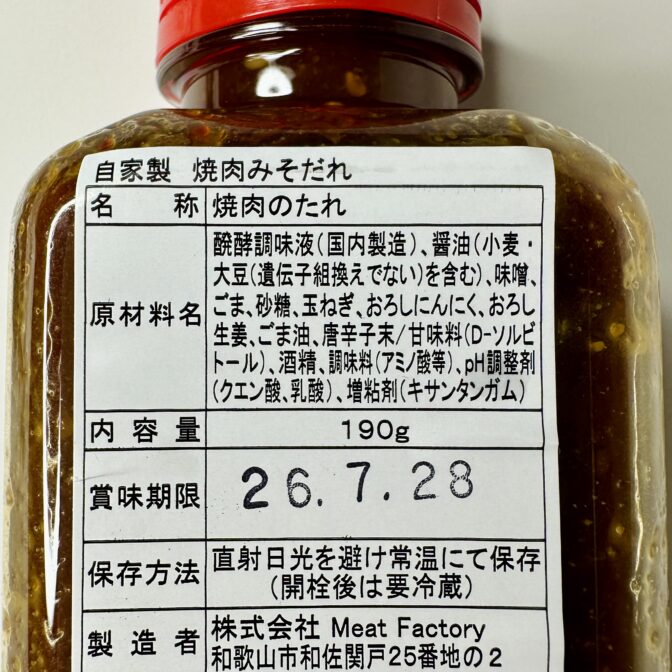 自家製 焼肉みそだれ
名称 焼肉のたれ
原材料名
醗酵調味液(国内製造)、醤油(小麦・
大豆(遺伝子組換えでない)を含む)、味噌、
ごま、砂糖、玉ねぎ、おろしにんにく、おろし
生姜、ごま油、唐辛子末/甘味料(D-ソルビ
トール)、酒精、調味料(アミノ酸等)、pH調整剤
(クエン酸、乳酸)、増粘剤(キサンタンガム)
内容量 190g
賞味期限 26.7.28
保存方法
直射日光を避け常温にて保存
(開栓後は要冷蔵)
製造者
株式会社 Meat Factory
和歌山市和佐関戸25番地の2